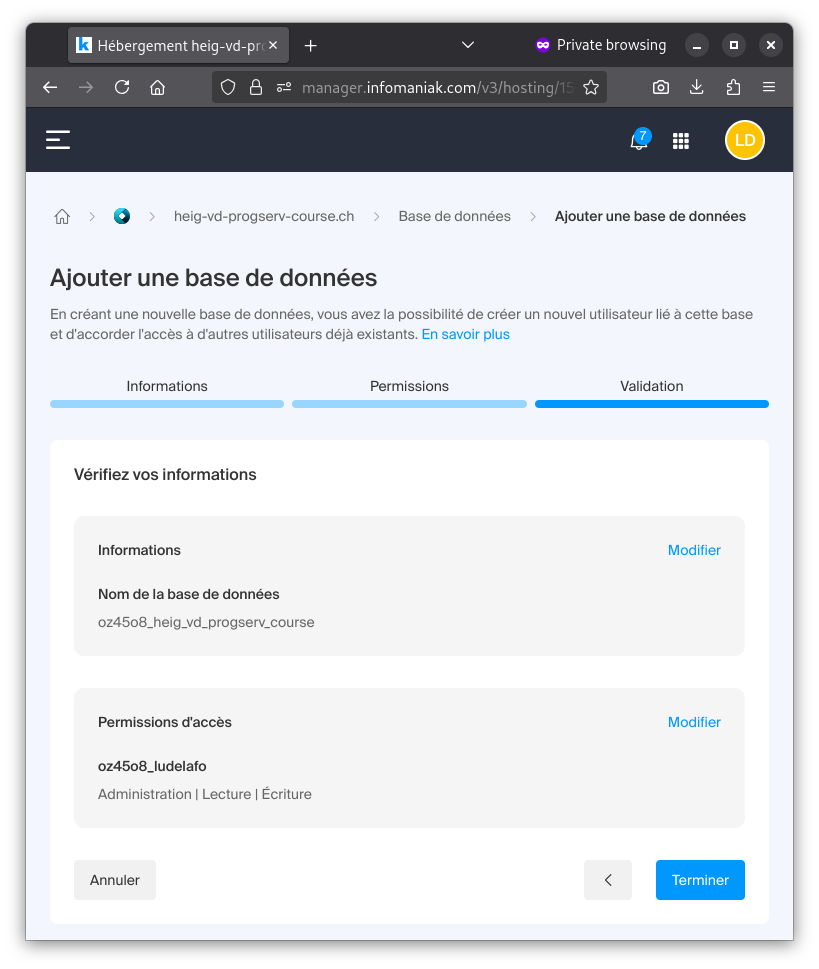 Hébergement heig-vd-pr
Private browsing
manager.infomaniak.com/v3/hosting/15
7
LD
heig-vd-progserv-course.ch
Base de données
Ajouter une base de données
Ajouter une base de données
En créant une nouvelle base de données, vous avez la possibilité de créer un nouvel utilisateur lié à cette base
et d'accorder l'accès à d'autres utilisateurs déjà existants. En savoir plus
Informations
Permissions
Validation
Vérifiez vos informations
Informations
Modifier
Nom de la base de données
oz45o8_heig_vd_progserv_course
Permissions d'accès
Modifier
oz45o8_ludelafo
Administration | Lecture | Écriture
Annuler
Terminer